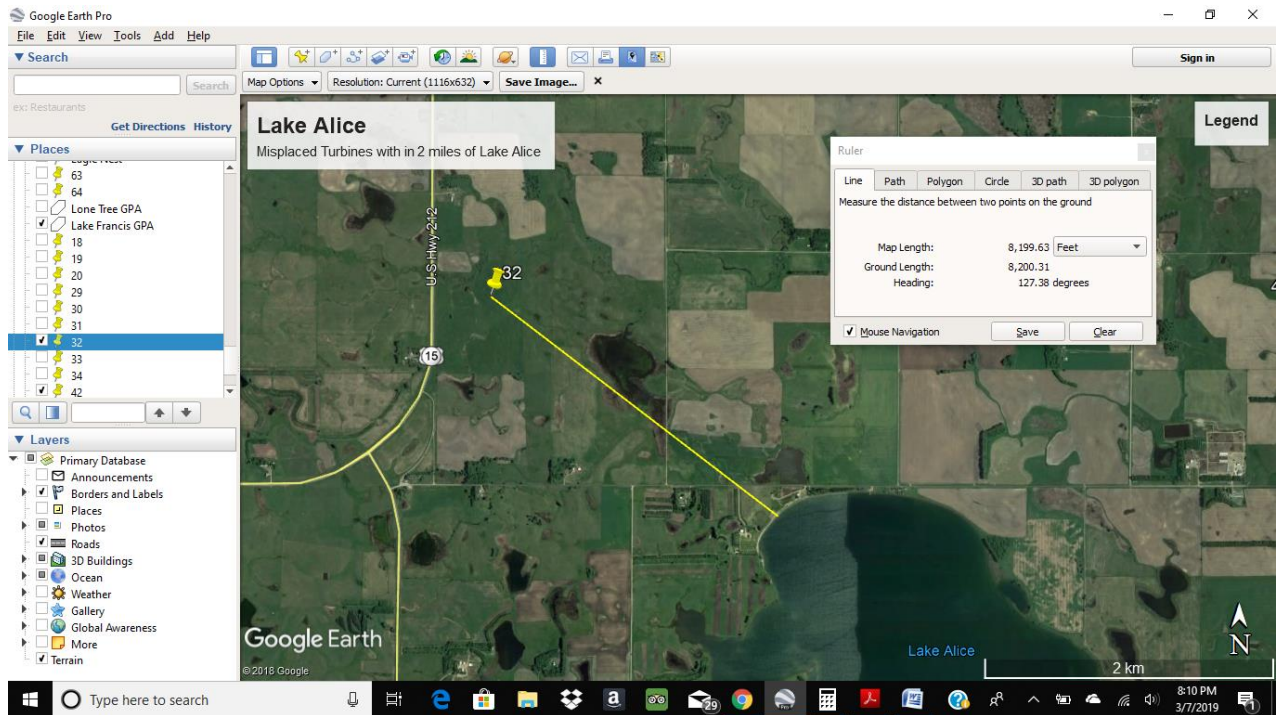 Google Earth Pro
File Edit View Tools Add Help
Search
Search
ex: Restaurants
Get Directions History
Places
63
64
Lone Tree GPA
Lake Francis GPA
18
19
20
29
30
31
32
33
34
42
Layers
Primary Database
Announcements
Borders and Labels
Places
Photos
Roads
3D Buildings
Ocean
Weather
Gallery
Global Awareness
More
Terrain
Sign in
Map Options Resolution: Current (1116x632) Save Image...
Lake Alice
Misplaced Turbines with in 2 miles of Lake Alice
Legend
Ruler
Line Path Polygon Circle 3D path 3D polygon
Measure the distance between two points on the ground
Map Length: 8,199.63 Feet
Ground Length: 8,200.31
Heading: 127.38 degrees
Mouse Navigation Save Clear
U S Hwy 212
32
15
Lake Alice
Google Earth
© 2018 Google
2 km
N
Type here to search
29
8:10 PM
3/7/2019
1